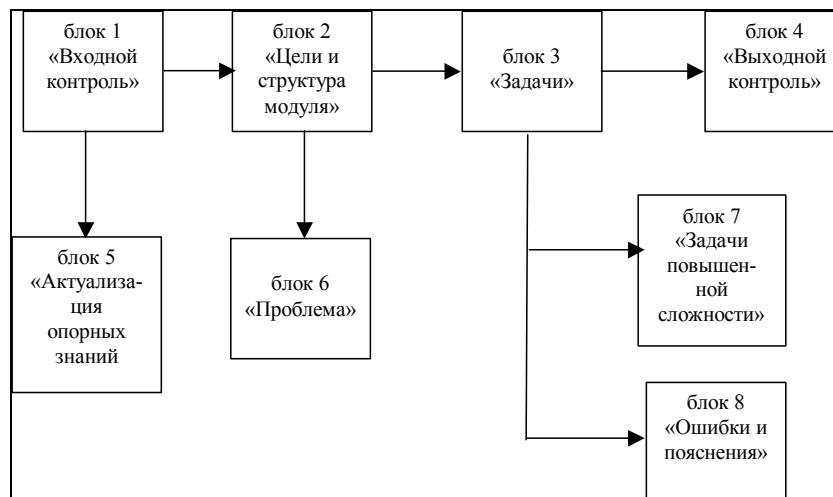 блок 1
«Входной
контроль»
блок 2
«Цели и
структура
модуля»
блок 3
«Задачи»
блок 4
«Выходной
контроль»
блок 5
«Актуализа-
ция
опорных
знаний
блок 6
«Проблема»
блок 7
«Задачи
повышен-
ной
сложности»
блок 8
«Ошибки и
пояснения»